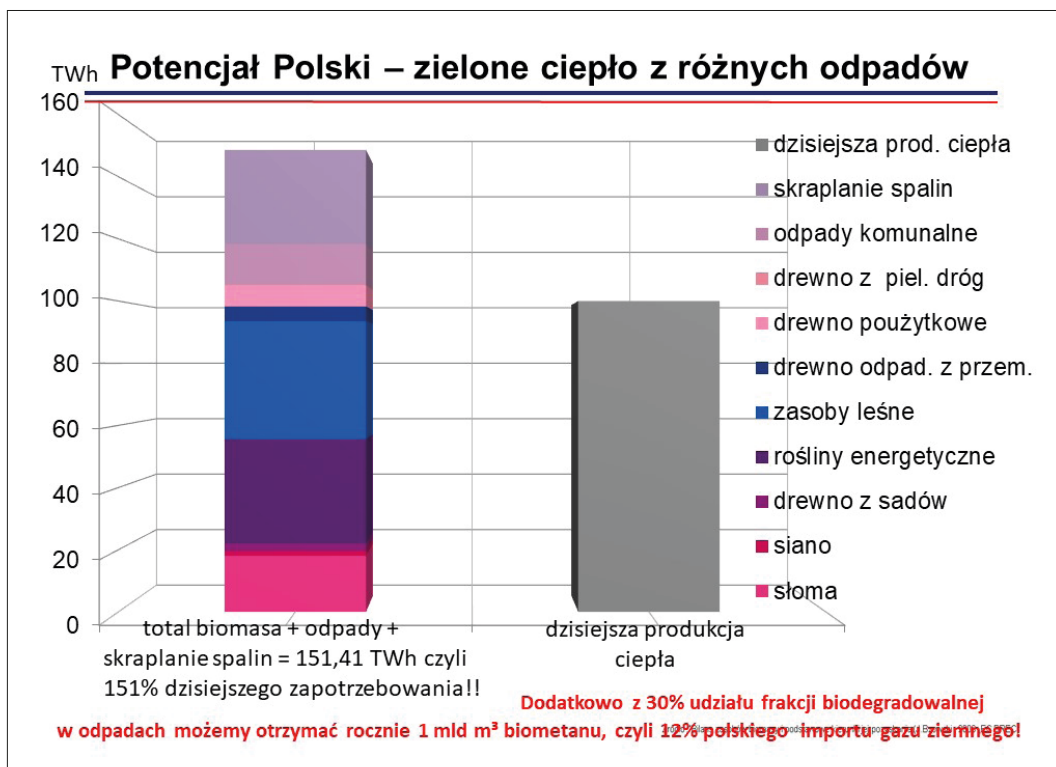 Potencjał Polski – zielone ciepło z różnych odpadów
TWh
160
140
120
100
80
60
40
20
0
dzisiejsza prod. ciepła
skraplanie spalin
odpady komunalne
drewno z piel. dróg
drewno poużytkowe
drewno odpad. z przem.
zasoby leśne
rośliny energetyczne
drewno z sadów
siano
słoma
total biomasa + odpady +
skraplanie spalin = 151,41 TWh czyli
151% dzisiejszego zapotrzebowania!!
dzisiejsza produkcja
ciepła
Dodatkowo z 30% udziału frakcji biodegradowalnej
w odpadach możemy otrzymać rocznie 1 mld m³ biometanu, czyli 12% polskiego importu gazu ziemnego!